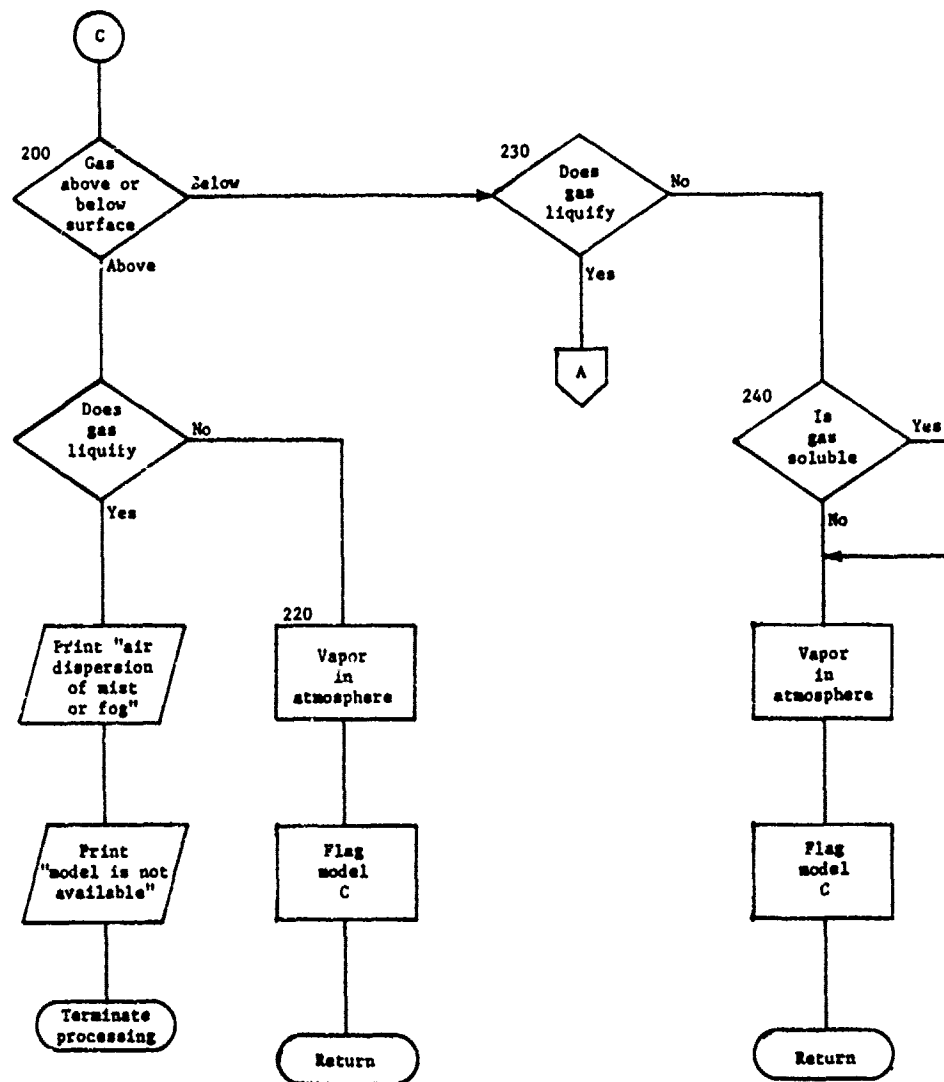 C
200
Gas
above or
below
surface
Below
Above
230
Does
gas
liquify
No
Yes
A
Does
gas
liquify
No
Yes
240
Is
gas
soluble
Yes
No
Print "air
dispersion
of mist
or fog"
220
Vapor
in
atmosphere
Vapor
in
atmosphere
Print
"model is not
available"
Flag
model
C
Flag
model
C
Terminate
processing
Return
Return